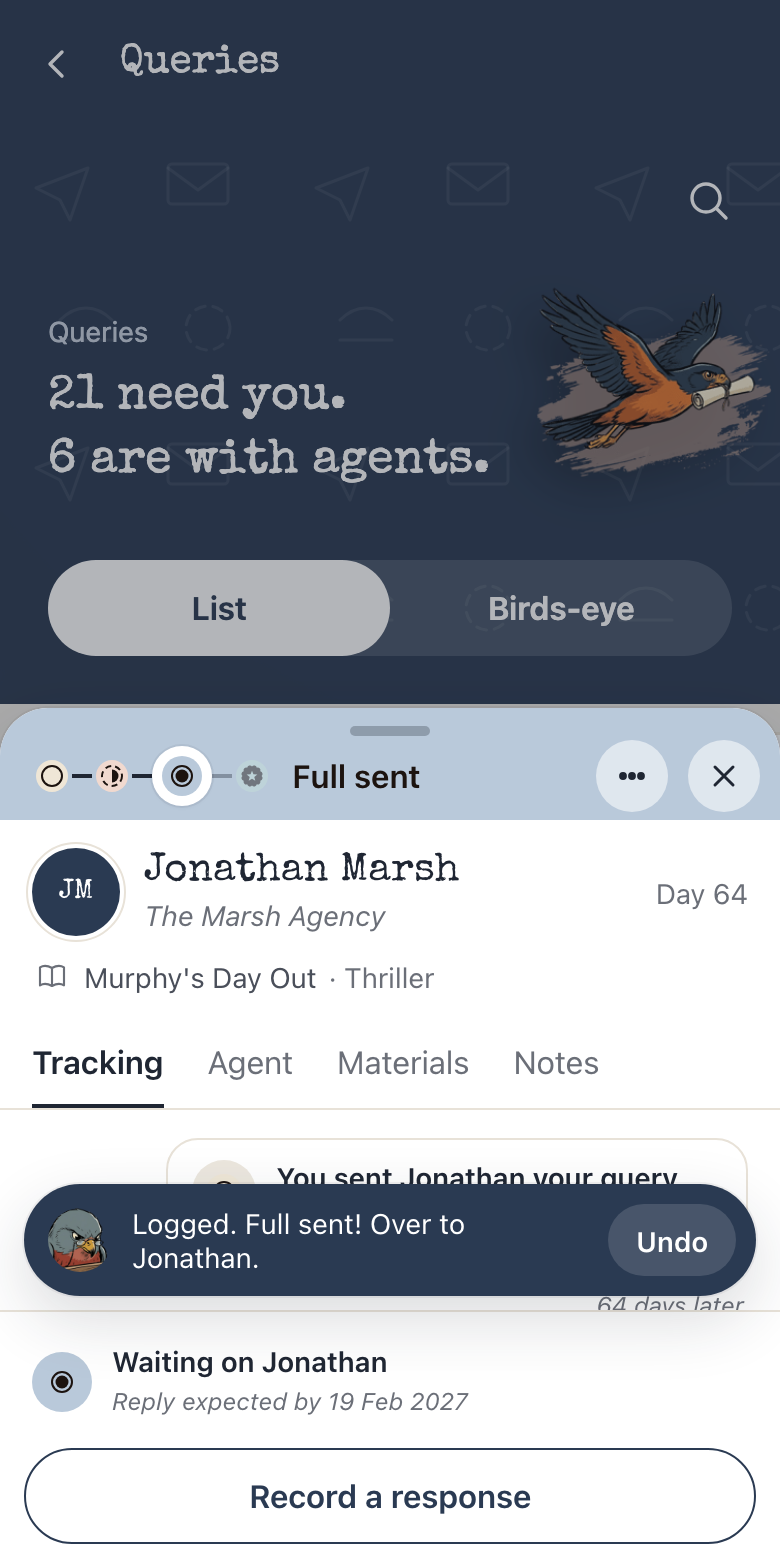 Queries
Queries
21 need you.
6 are with agents.
List
Birds-eye
Full sent
JM
Jonathan Marsh
The Marsh Agency
Day 64
Murphy's Day Out · Thriller
Tracking
Agent
Materials
Notes
You sent Jonathan your query
Logged. Full sent! Over to
Jonathan.
Undo
64 days later
Waiting on Jonathan
Reply expected by 19 Feb 2027
Record a response